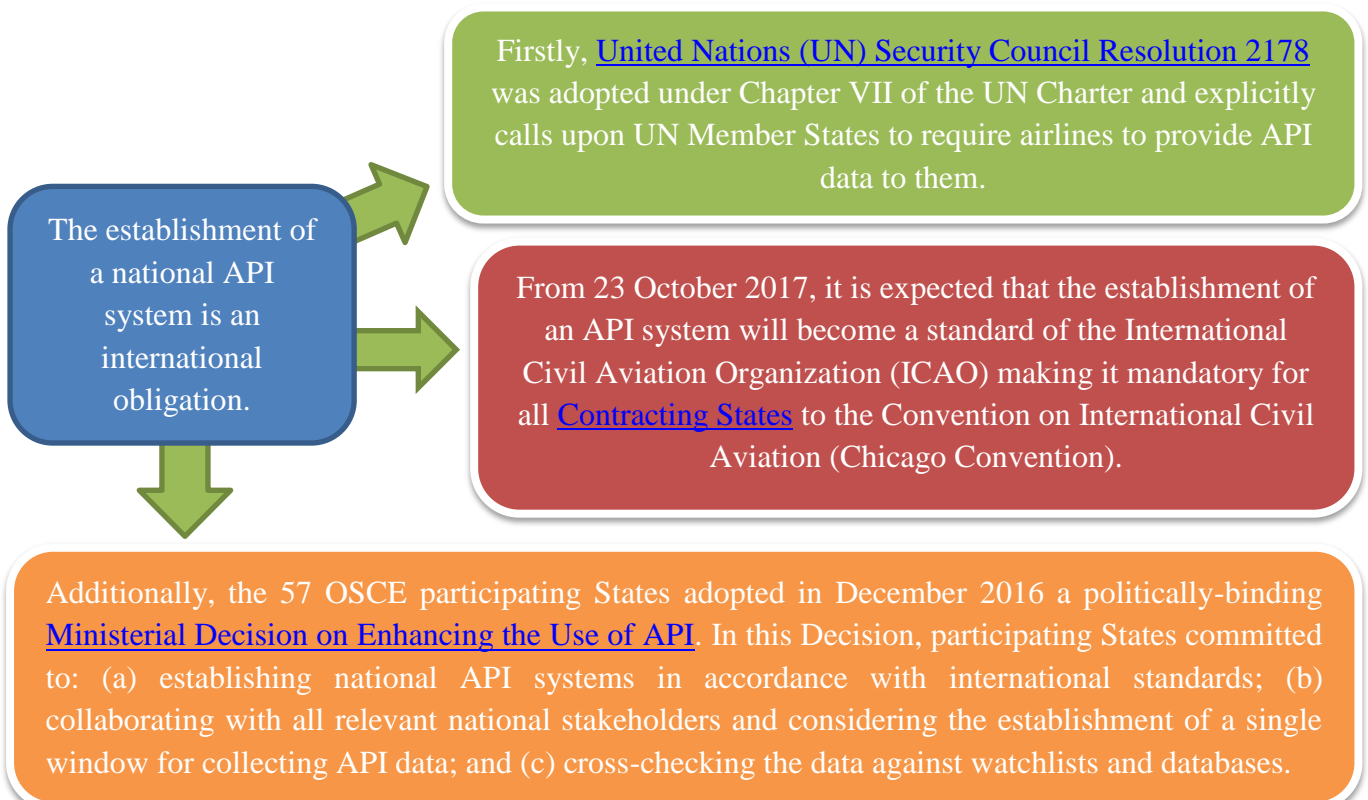 Firstly, United Nations (UN) Security Council Resolution 2178
was adopted under Chapter VII of the UN Charter and explicitly
calls upon UN Member States to require airlines to provide API
data to them.
The establishment of
a national API
system is an
international
obligation.
From 23 October 2017, it is expected that the establishment of
an API system will become a standard of the International
Civil Aviation Organization (ICAO) making it mandatory for
all Contracting States to the Convention on International Civil
Aviation (Chicago Convention).
Additionally, the 57 OSCE participating States adopted in December 2016 a politically-binding
Ministerial Decision on Enhancing the Use of API. In this Decision, participating States committed
to: (a) establishing national API systems in accordance with international standards; (b)
collaborating with all relevant national stakeholders and considering the establishment of a single
window for collecting API data; and (c) cross-checking the data against watchlists and databases.